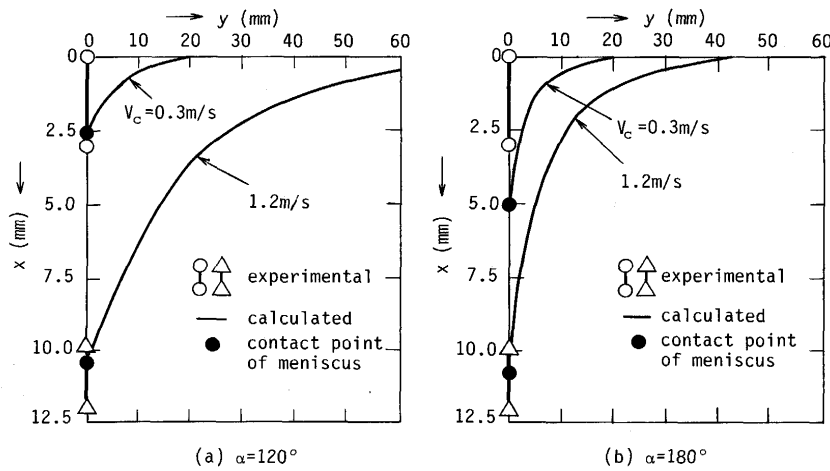 y (mm)
0 10 20 30 40 50 60
0
2.5
5.0
7.5
10.0
12.5
x (mm)
Vc=0.3m/s
1.2m/s
experimental
calculated
contact point
of meniscus
(a) α=120°
y (mm)
0 10 20 30 40 50 60
0
2.5
5.0
7.5
10.0
12.5
x (mm)
Vc=0.3m/s
1.2m/s
experimental
calculated
contact point
of meniscus
(b) α=180°